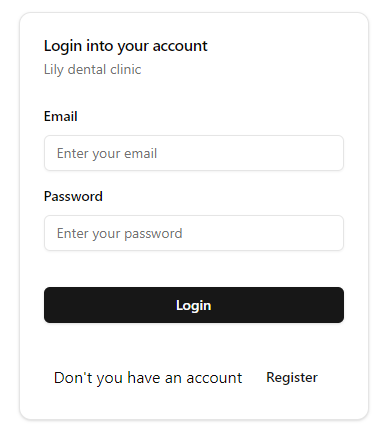 Login into your account
Lily dental clinic
Email
Enter your email
Password
Enter your password
Login
Don't you have an account Register